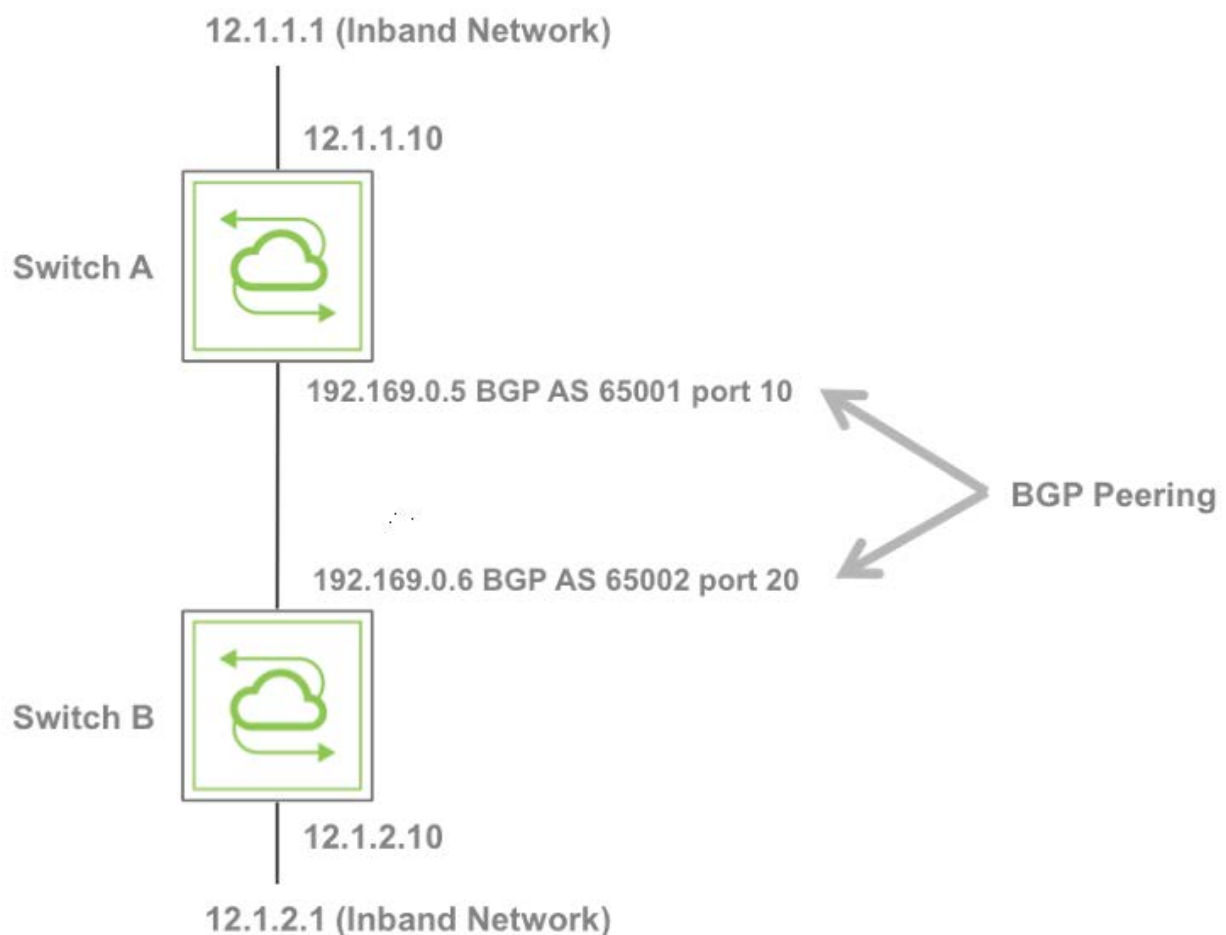 12.1.1.1 (Inband Network)
12.1.1.10
Switch A
192.169.0.5 BGP AS 65001 port 10
BGP Peering
192.169.0.6 BGP AS 65002 port 20
Switch B
12.1.2.10
12.1.2.1 (Inband Network)